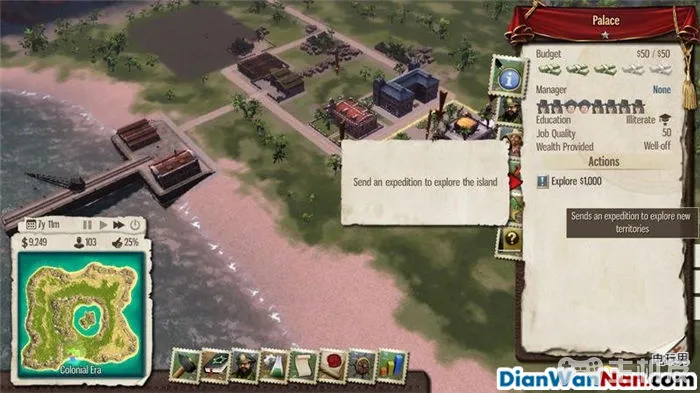 Palace
Budget $50 / $50
Manager None
Education Illiterate
Job Quality 50
Wealth Provided Well-off
Actions
Explore $1,000
Send an expedition to explore the island
Sends an expedition to explore new
territories
7y 11m
$9,249 103 25%
Colonial Era
DianWanNan.com